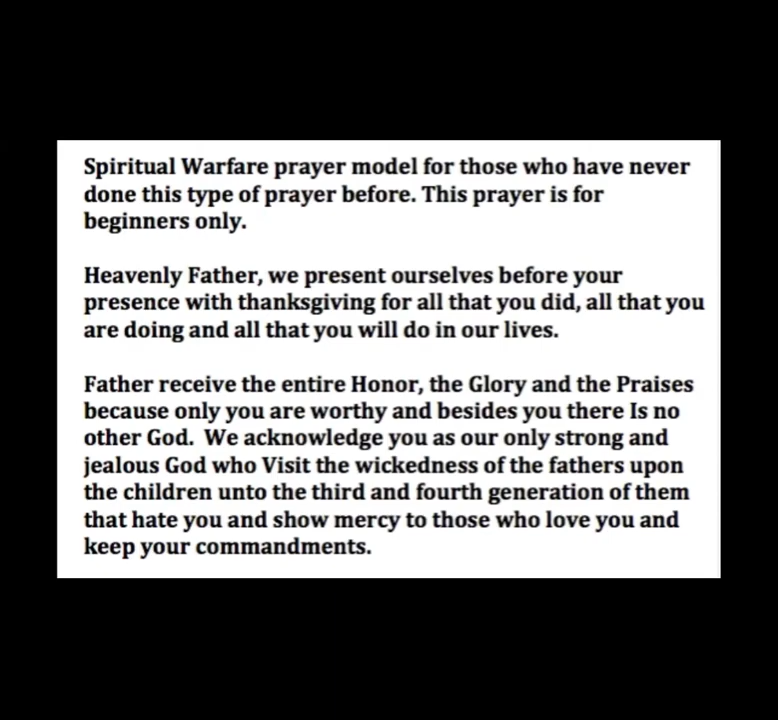 Spiritual Warfare prayer model for those who have never
done this type of prayer before. This prayer is for
beginners only.
Heavenly Father, we present ourselves before your
presence with thanksgiving for all that you did, all that you
are doing and all that you will do in our lives.
Father receive the entire Honor, the Glory and the Praises
because only you are worthy and besides you there Is no
other God.  We acknowledge you as our only strong and
jealous God who Visit the wickedness of the fathers upon
the children unto the third and fourth generation of them
that hate you and show mercy to those who love you and
keep your commandments.